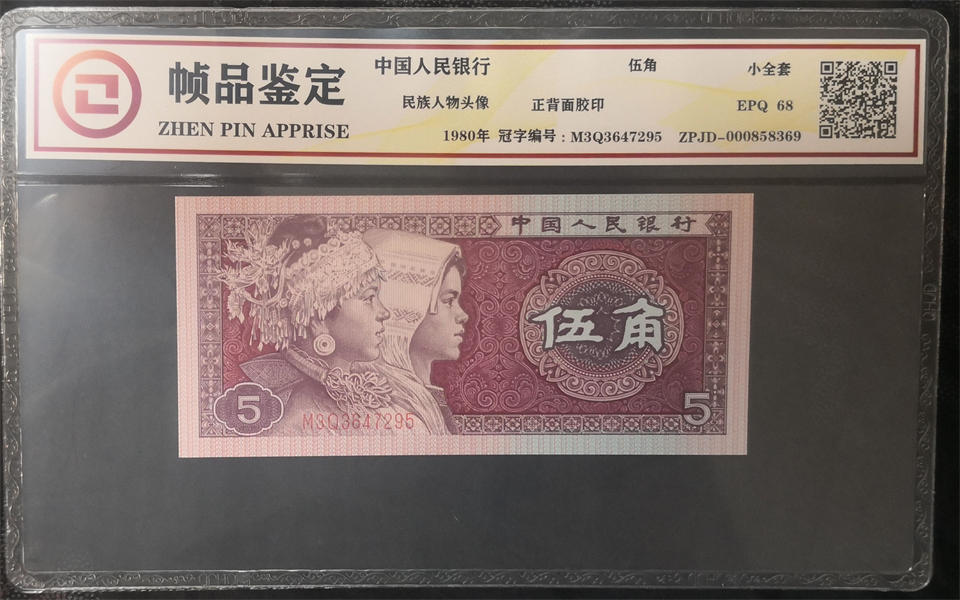 帧品鉴定
ZHEN PIN APPRISE
中国人民银行 伍角 小全套
民族人物头像 正背面胶印 EPQ 68
1980年 冠字编号：M3Q3647295 ZPJD-000858369
中国人民银行
伍角
5 M3Q3647295 5